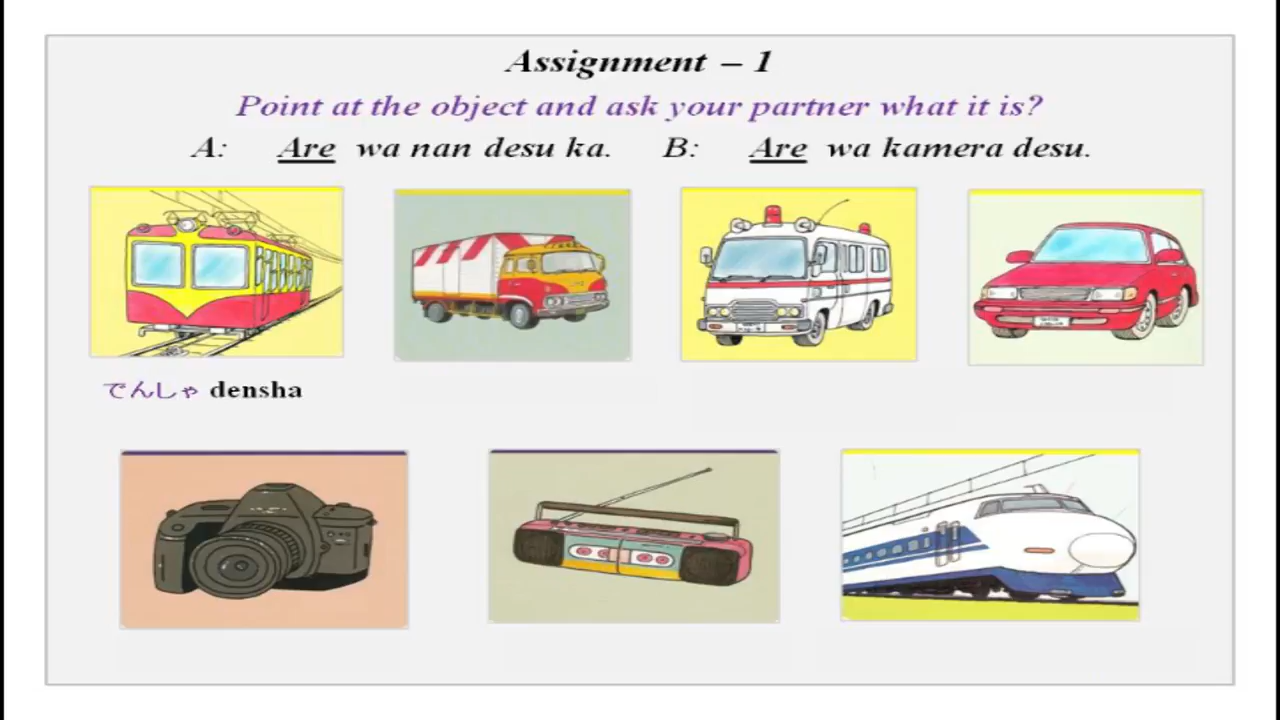 Assignment – 1
Point at the object and ask your partner what it is?
A: Are wa nan desu ka. B: Are wa kamera desu.
でんしゃ densha